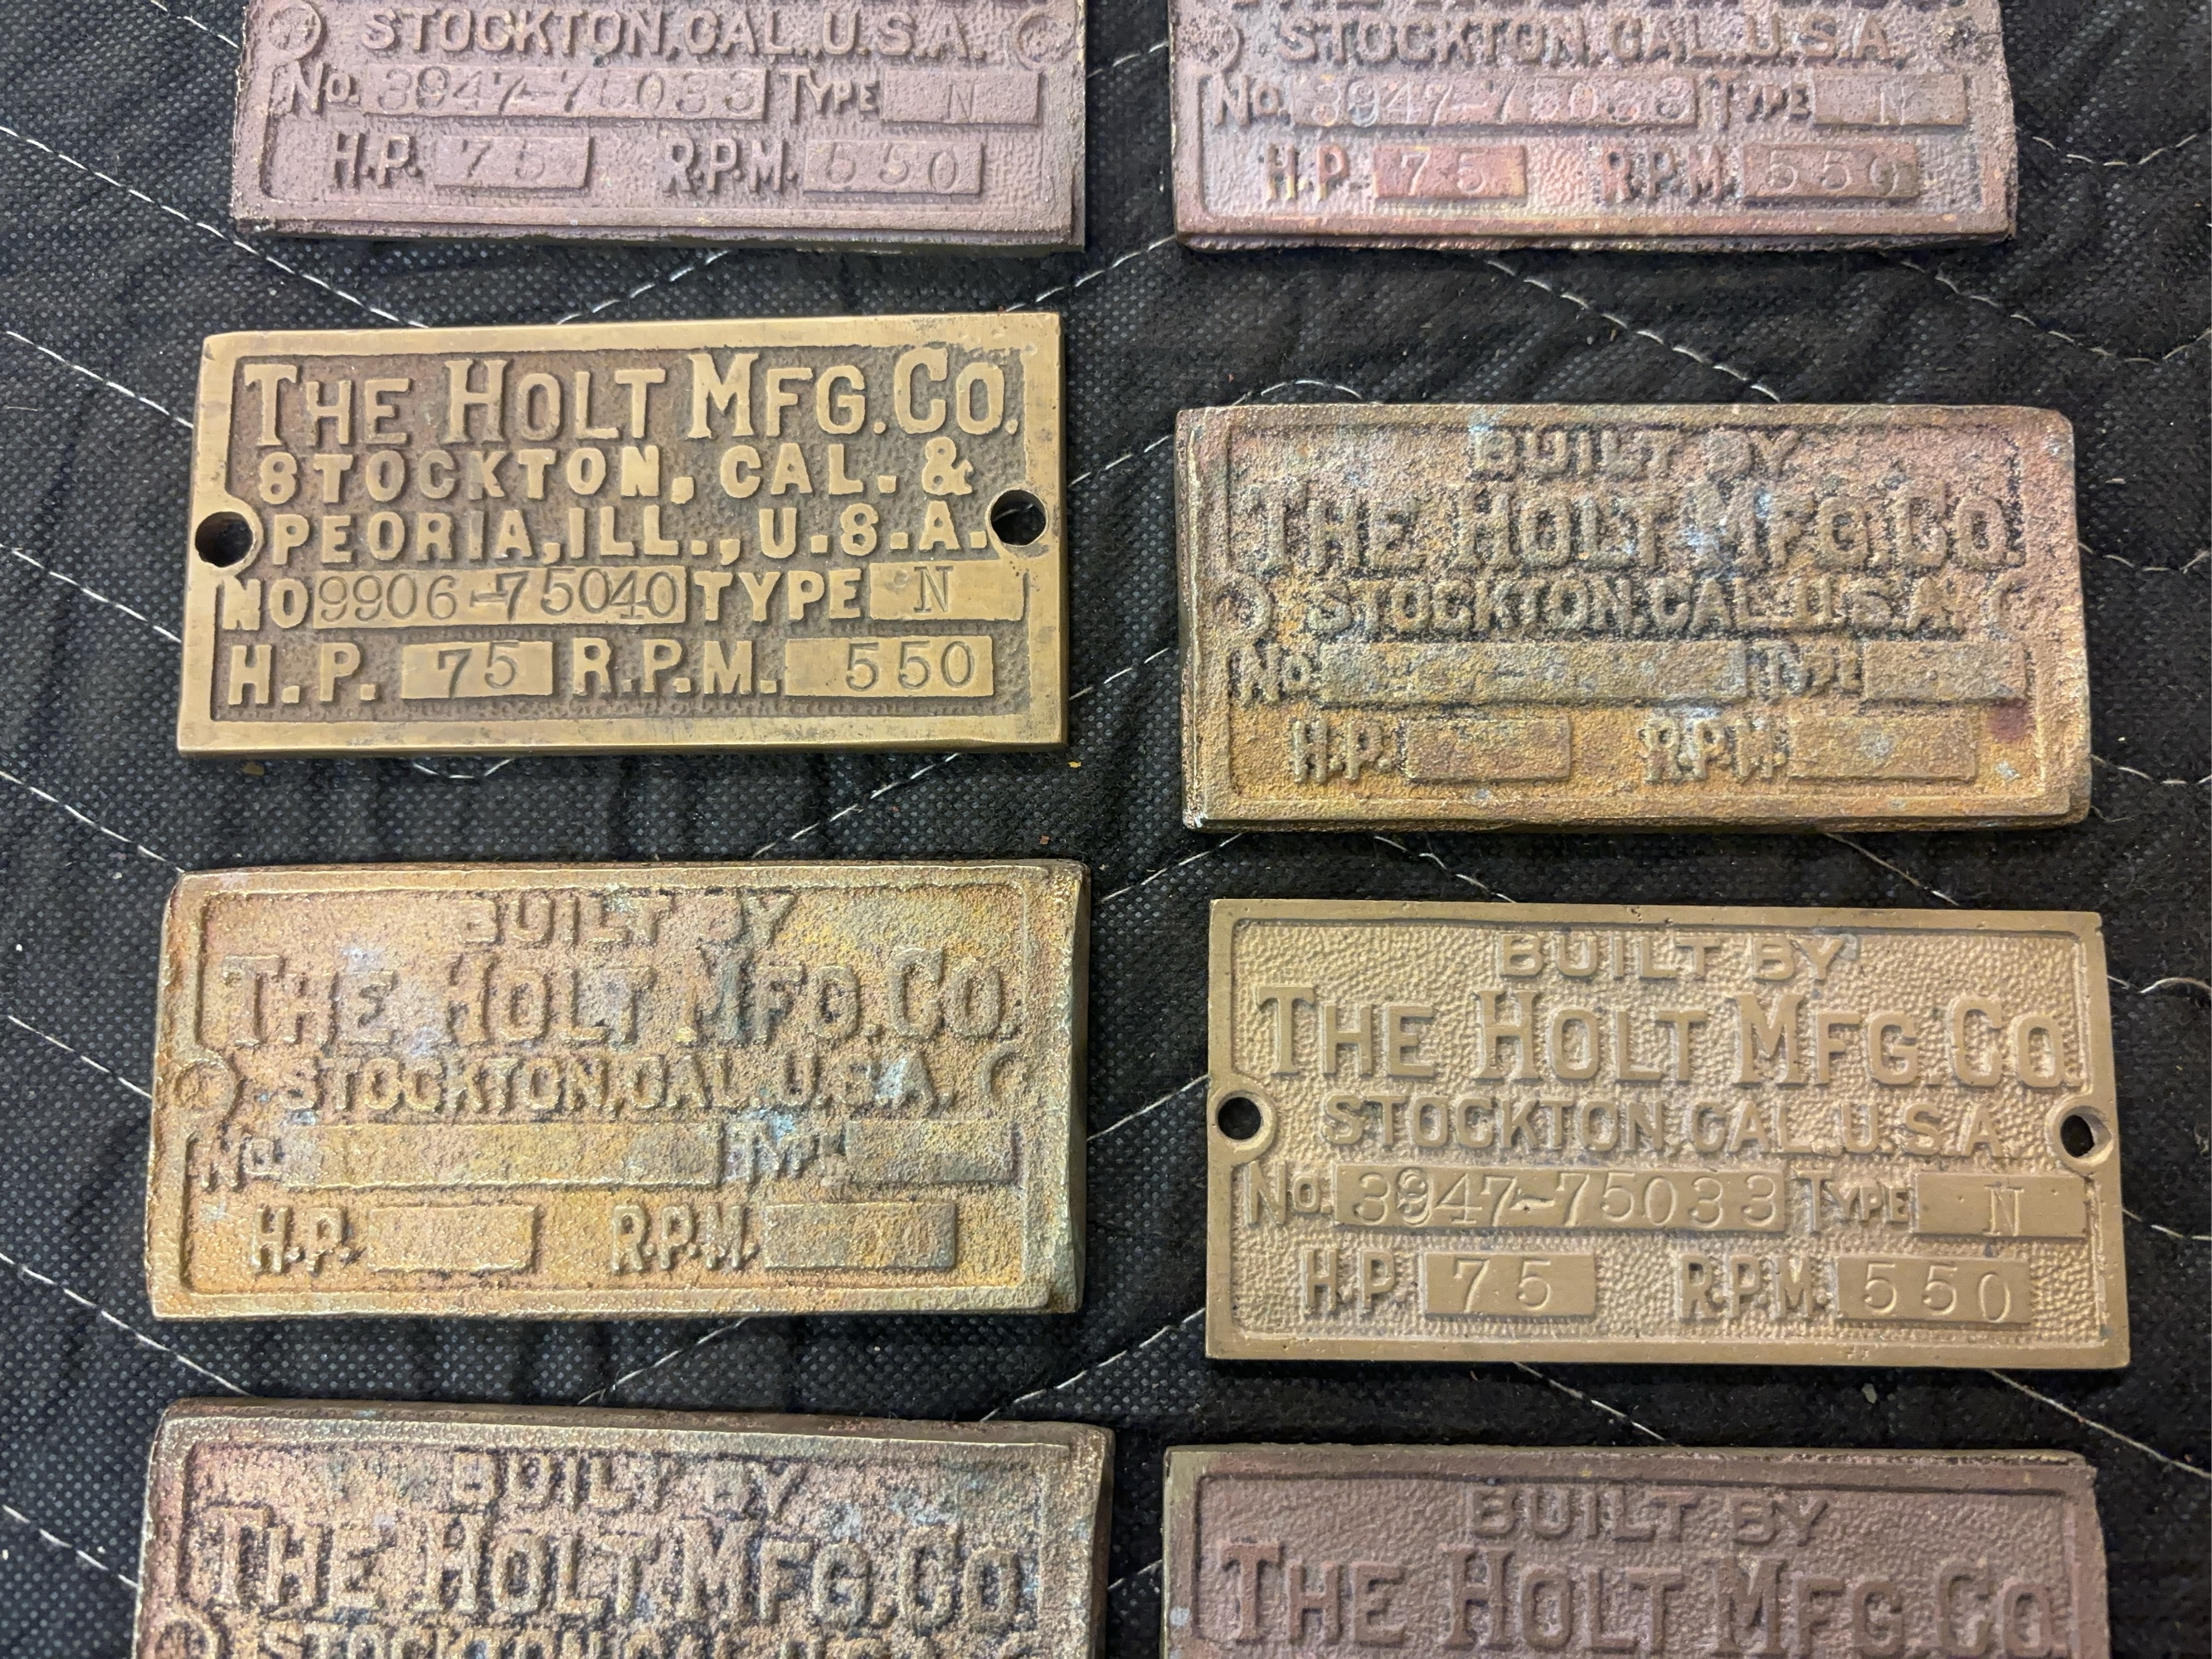 STOCKTON, CAL. U.S.A.
No. 3947-75033 TYPE N
H.P. 75 R.P.M. 550
STOCKTON, CAL. U.S.A.
No. 3947-75033 TYPE N
H.P. 75 R.P.M. 550
THE HOLT MFG. CO.
STOCKTON, CAL. &
PEORIA, ILL., U.S.A.
NO 9906-75040 TYPE N
H.P. 75 R.P.M. 550
BUILT BY
THE HOLT MFG. CO.
STOCKTON, CAL. U.S.A.
No. TYPE
H.P. R.P.M.
BUILT BY
THE HOLT MFG. CO.
STOCKTON, CAL. U.S.A.
No. TYPE
H.P. R.P.M.
BUILT BY
THE HOLT MFG. CO.
STOCKTON, CAL. U.S.A.
No. 3947-75033 TYPE N
H.P. 75 R.P.M. 550
BUILT BY
THE HOLT MFG. CO.
STOCKTON, CAL. U.S.A.
BUILT BY
THE HOLT MFG. CO.